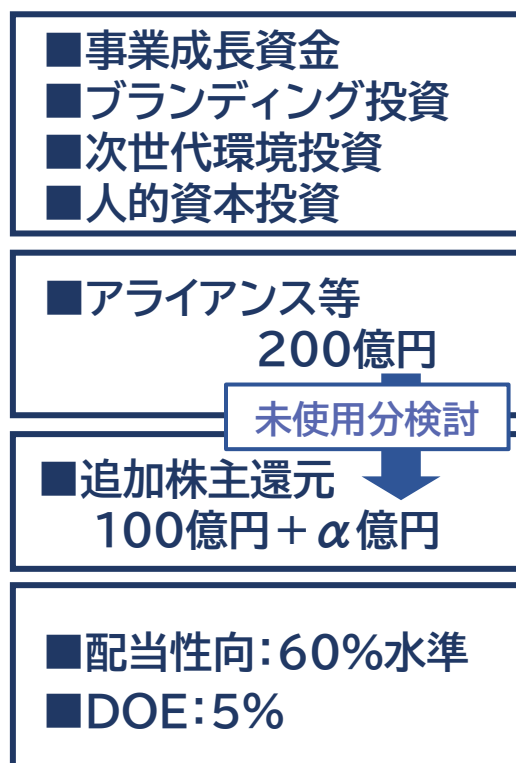 ■事業成長資金
■ブランディング投資
■次世代環境投資
■人的資本投資
■アライアンス等
200億円
未使用分検討
■追加株主還元
100億円＋α億円
■配当性向：60%水準
■DOE：5%